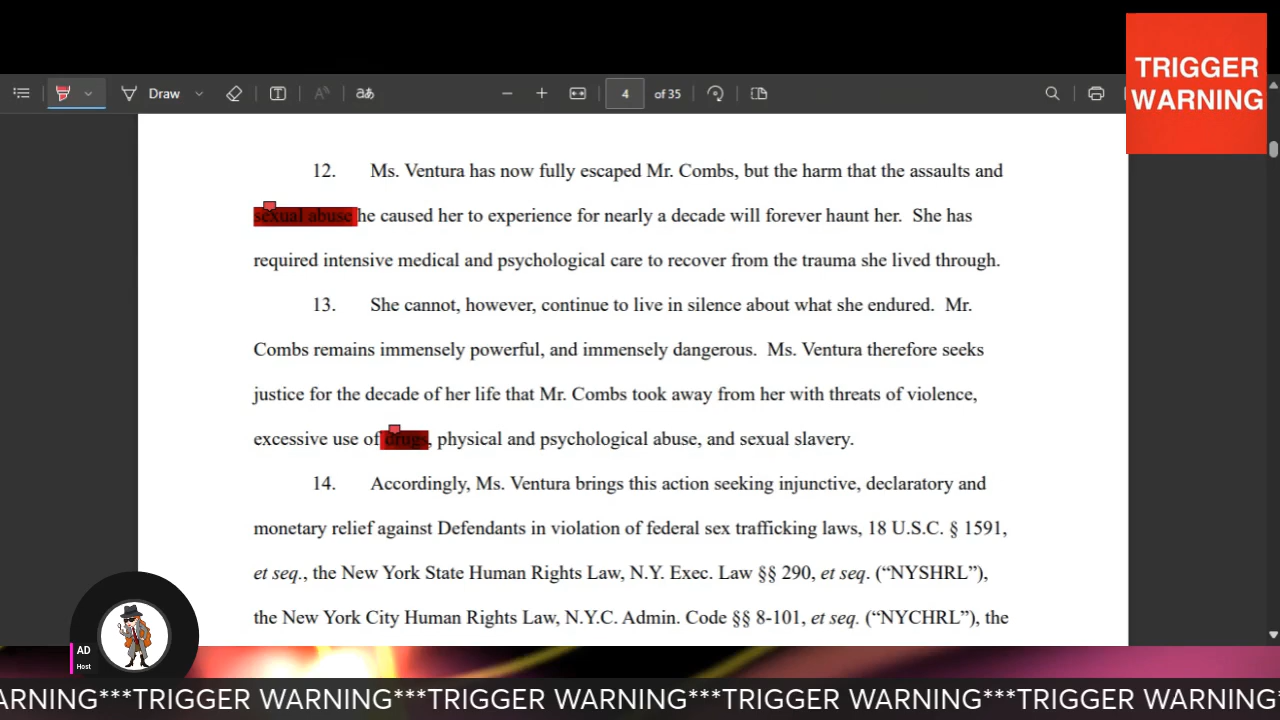 TRIGGER
WARNING
Draw
4 of 35
12. Ms. Ventura has now fully escaped Mr. Combs, but the harm that the assaults and
sexual abuse he caused her to experience for nearly a decade will forever haunt her. She has
required intensive medical and psychological care to recover from the trauma she lived through.
13. She cannot, however, continue to live in silence about what she endured. Mr.
Combs remains immensely powerful, and immensely dangerous. Ms. Ventura therefore seeks
justice for the decade of her life that Mr. Combs took away from her with threats of violence,
excessive use of drugs, physical and psychological abuse, and sexual slavery.
14. Accordingly, Ms. Ventura brings this action seeking injunctive, declaratory and
monetary relief against Defendants in violation of federal sex trafficking laws, 18 U.S.C. § 1591,
et seq., the New York State Human Rights Law, N.Y. Exec. Law §§ 290, et seq. (“NYSHRL”),
the New York City Human Rights Law, N.Y.C. Admin. Code §§ 8-101, et seq. (“NYCHRL”), the
AD
Host
ARNING***TRIGGER WARNING***TRIGGER WARNING***TRIGGER WARNING***TRIGGER WARNING*